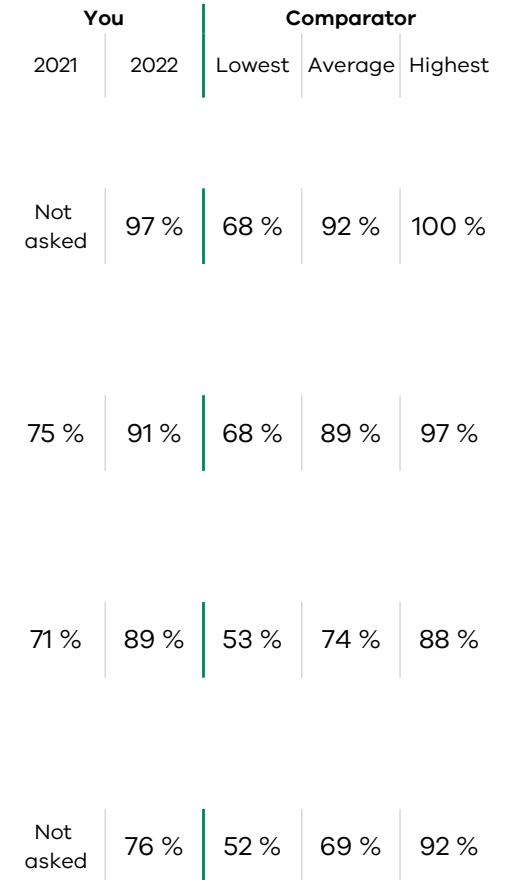 You Comparator
2021 2022 Lowest Average Highest
Not
asked 97 % 68 % 92 % 100 %
75 % 91 % 68 % 89 % 97 %
71 % 89 % 53 % 74 % 88 %
Not
asked 76 % 52 % 69 % 92 %